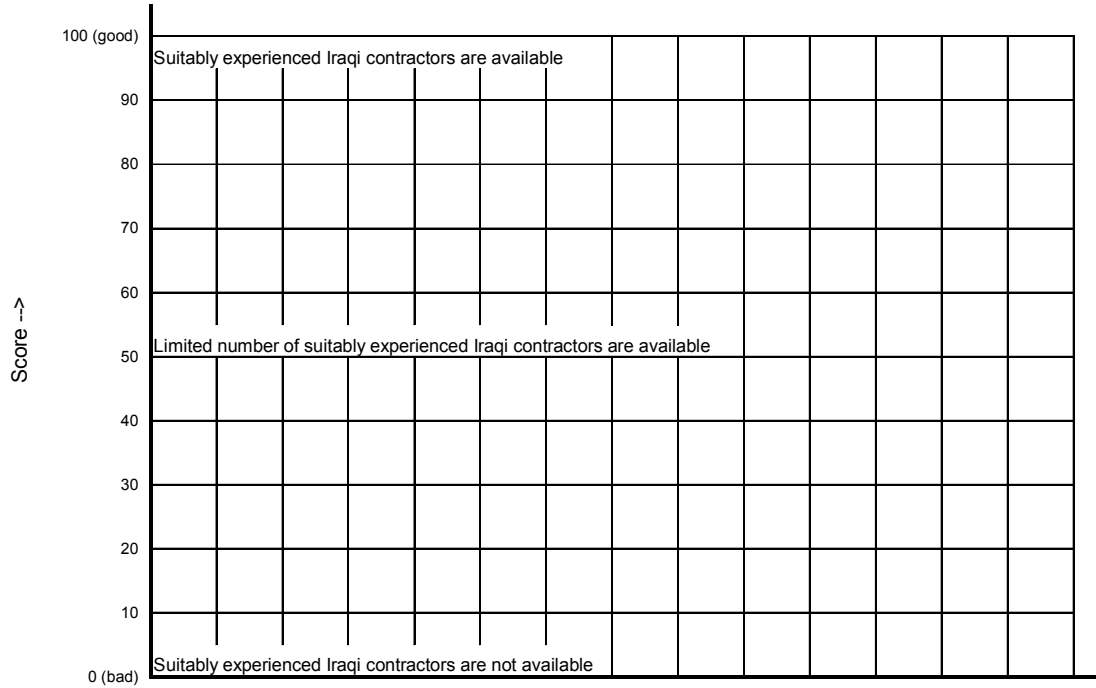 100 (good)
Suitably experienced Iraqi contractors are available
90
80
70
60
Score -->
Limited number of suitably experienced Iraqi contractors are available
50
40
30
20
10
Suitably experienced Iraqi contractors are not available
0 (bad)